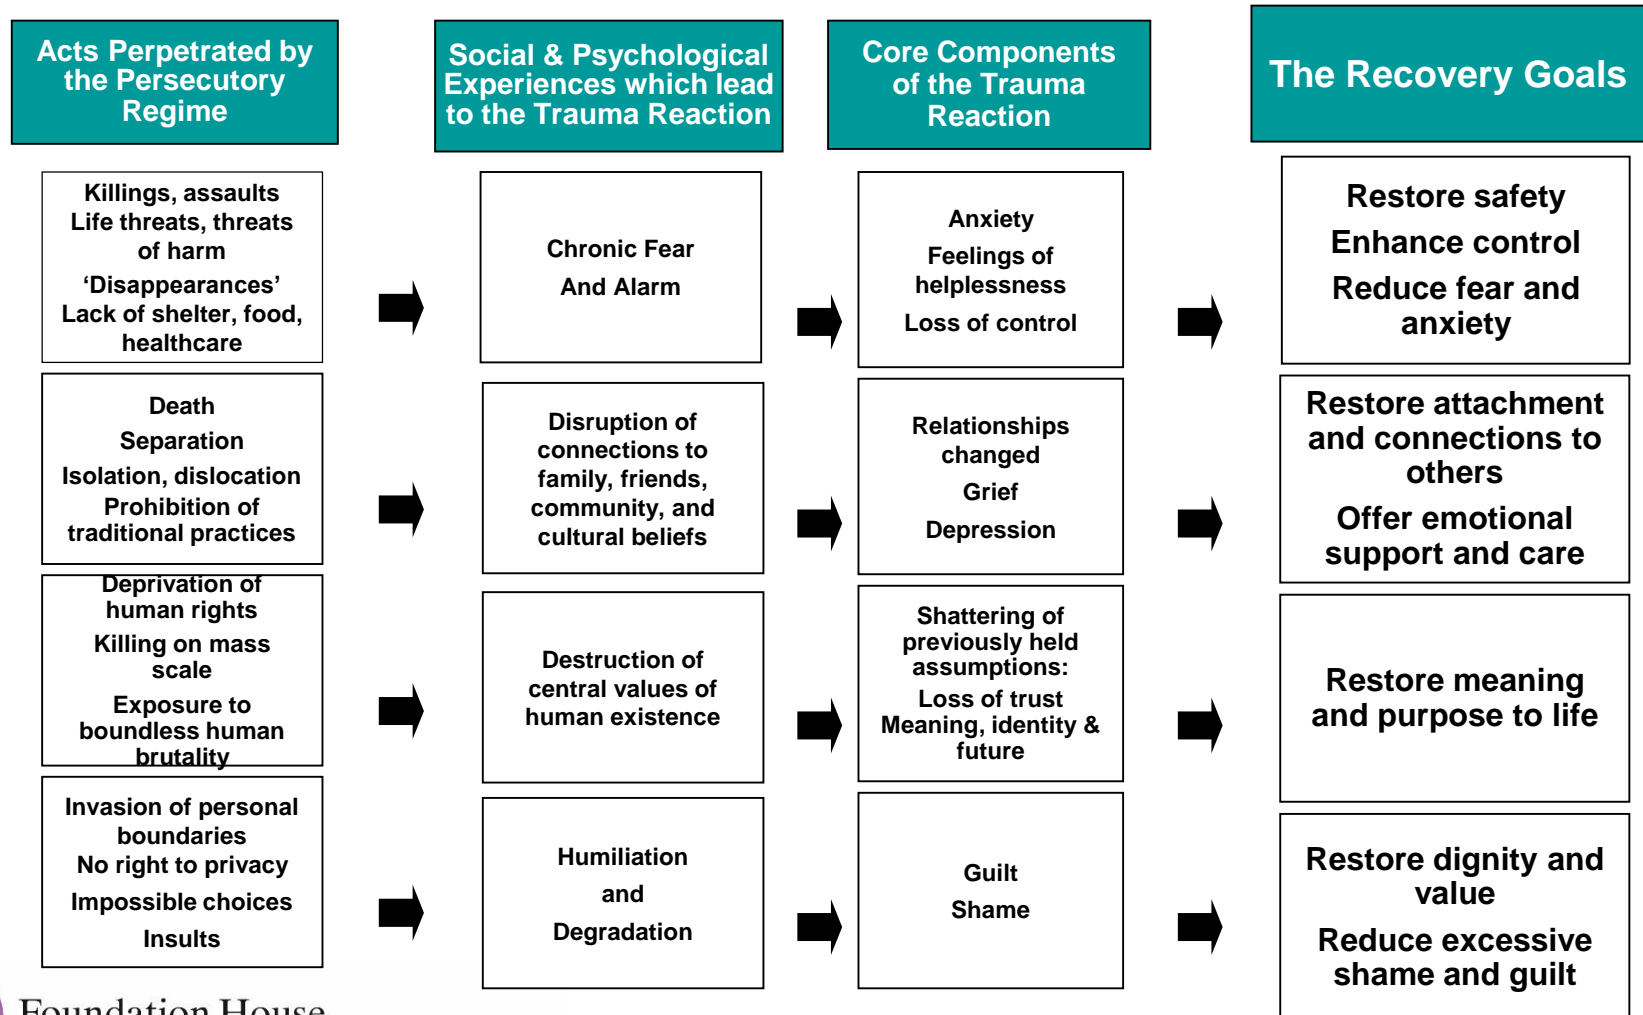 Acts Perpetrated by
the Persecutory
Regime
Social & Psychological
Experiences which lead
to the Trauma Reaction
Core Components
of the Trauma
Reaction
The Recovery Goals
Killings, assaults
Life threats, threats
of harm
‘Disappearances’
Lack of shelter, food,
healthcare
Chronic Fear
And Alarm
Anxiety
Feelings of
helplessness
Loss of control
Restore safety
Enhance control
Reduce fear and
anxiety
Death
Separation
Isolation, dislocation
Prohibition of
traditional practices
Disruption of
connections to
family, friends,
community, and
cultural beliefs
Relationships
changed
Grief
Depression
Restore attachment
and connections to
others
Offer emotional
support and care
Deprivation of
human rights
Killing on mass
scale
Exposure to
boundless human
brutality
Destruction of
central values of
human existence
Shattering of
previously held
assumptions:
Loss of trust
Meaning, identity &
future
Restore meaning
and purpose to life
Invasion of personal
boundaries
No right to privacy
Impossible choices
Insults
Humiliation
and
Degradation
Guilt
Shame
Restore dignity and
value
Reduce excessive
shame and guilt
Foundation House